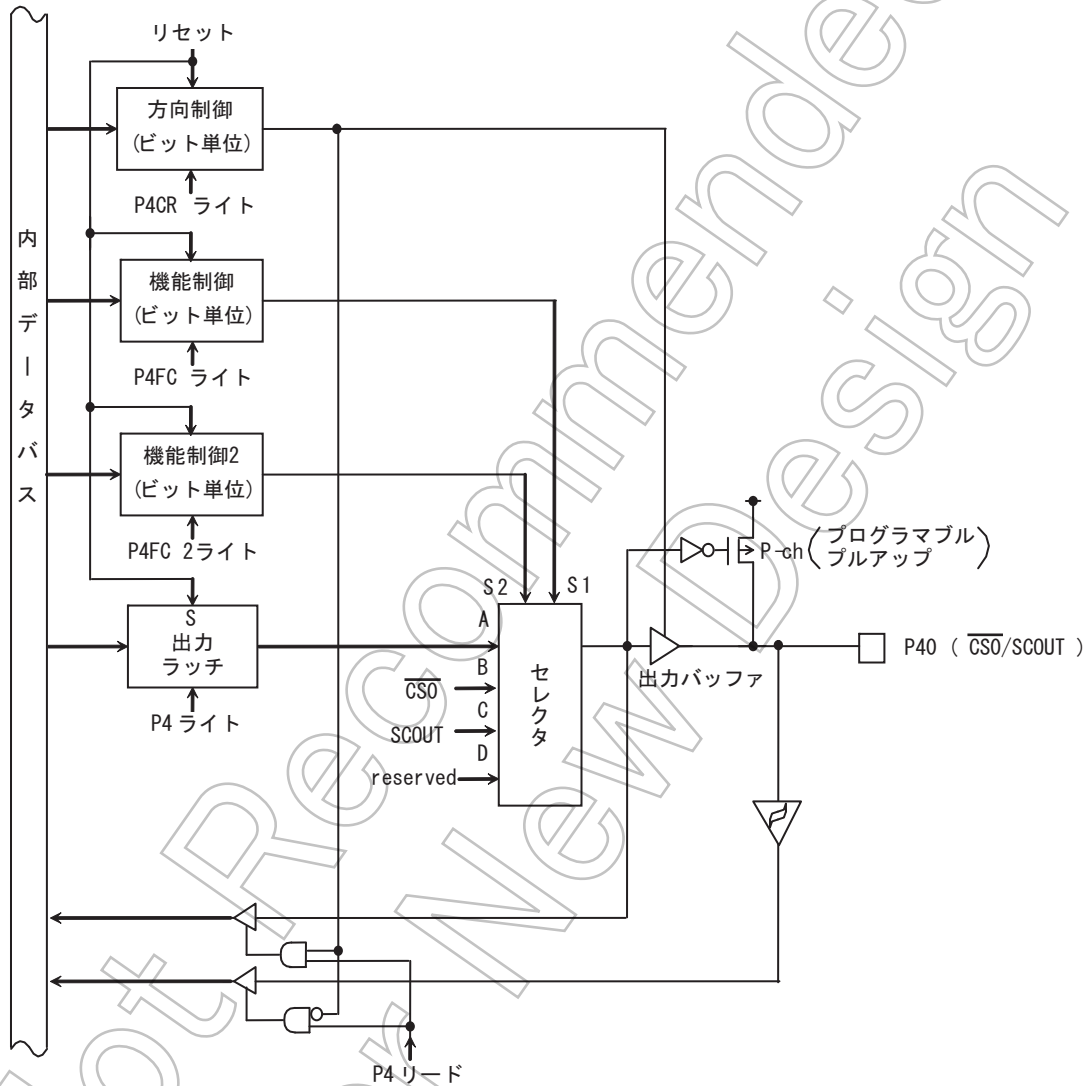 リセット
方向制御
(ビット単位)
P4CR ライト
内部データバス
機能制御
(ビット単位)
P4FC ライト
機能制御2
(ビット単位)
P4FC 2ライト
S
出力
ラッチ
P4 ライト
S2
S1
A
B
C
D
CS0
SCOUT
reserved
セレクタ
出力バッファ
P-ch
(プログラマブル
プルアップ)
P40 ( CS0/SCOUT )
P4 リード
Not Recommended
for New Design